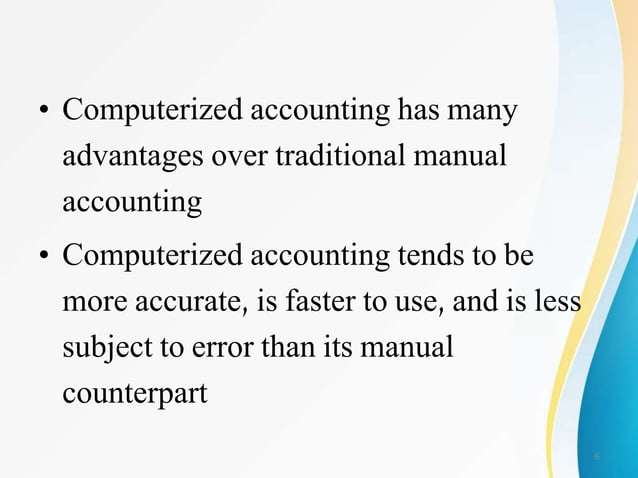 • Computerized accounting has many
advantages over traditional manual
accounting
• Computerized accounting tends to be
more accurate, is faster to use, and is less
subject to error than its manual
counterpart
6